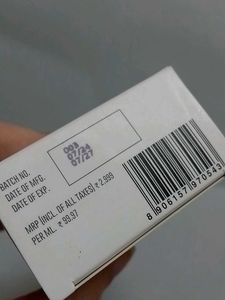 BATCH NO.
DATE OF MFG.
DATE OF EXP.
003
07/24
07/27
MRP (INCL. OF ALL TAXES) ₹ 2,999
PER ML. ₹ 99.97
8 906157 970543